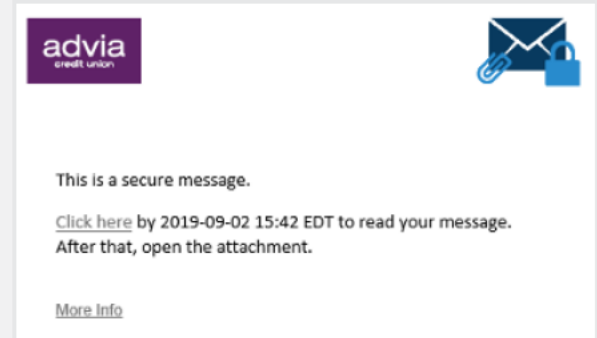 advia
credit union
This is a secure message.
Click here by 2019-09-02 15:42 EDT to read your message.
After that, open the attachment.
More Info